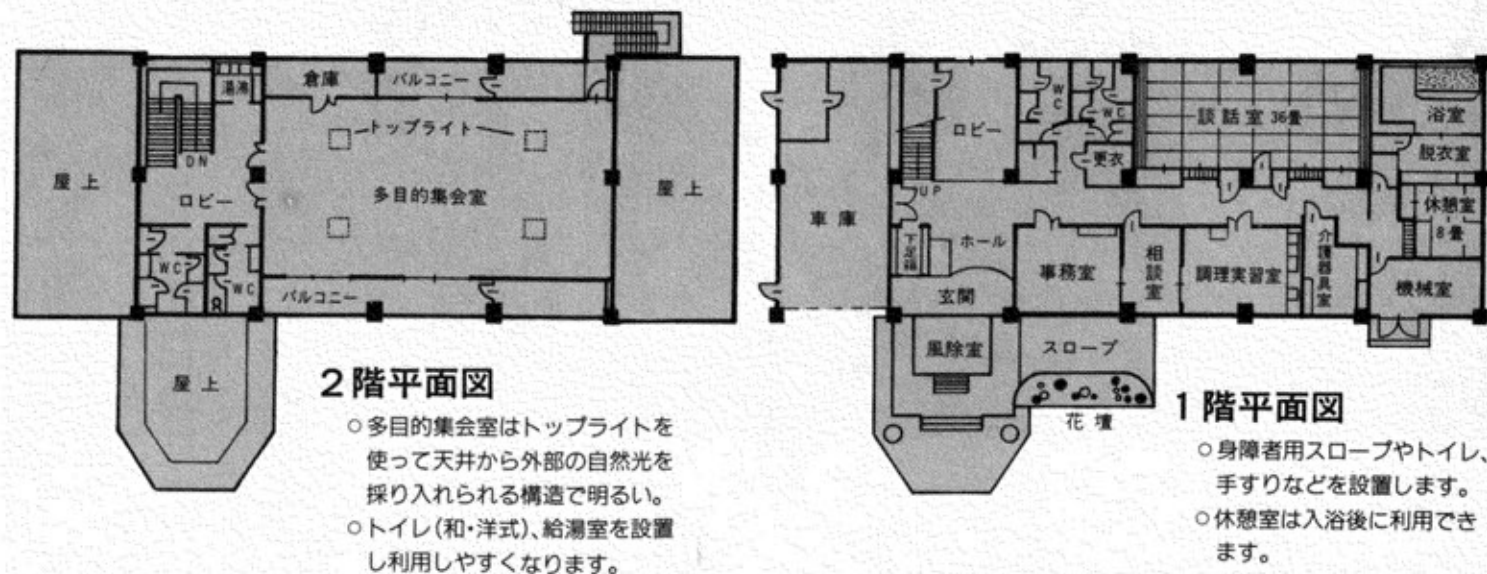 倉庫
バルコニー
湯沸
トップライト
DN
屋上
ロビー
多目的集会室
屋上
WC
WC
バルコニー
屋上
2階平面図
○多目的集会室はトップライトを
使って天井から外部の自然光を
採り入れられる構造で明るい。
○トイレ(和・洋式)、給湯室を設置
し利用しやすくなります。
車庫
ロビー
WC
WC
更衣
談話室 36畳
浴室
脱衣室
休憩室
8畳
UP
下足箱
ホール
玄関
事務室
相談室
調理実習室
介護器具室
機械室
風除室
スロープ
花壇
1階平面図
○身障者用スロープやトイレ、
手すりなどを設置します。
○休憩室は入浴後に利用でき
ます。